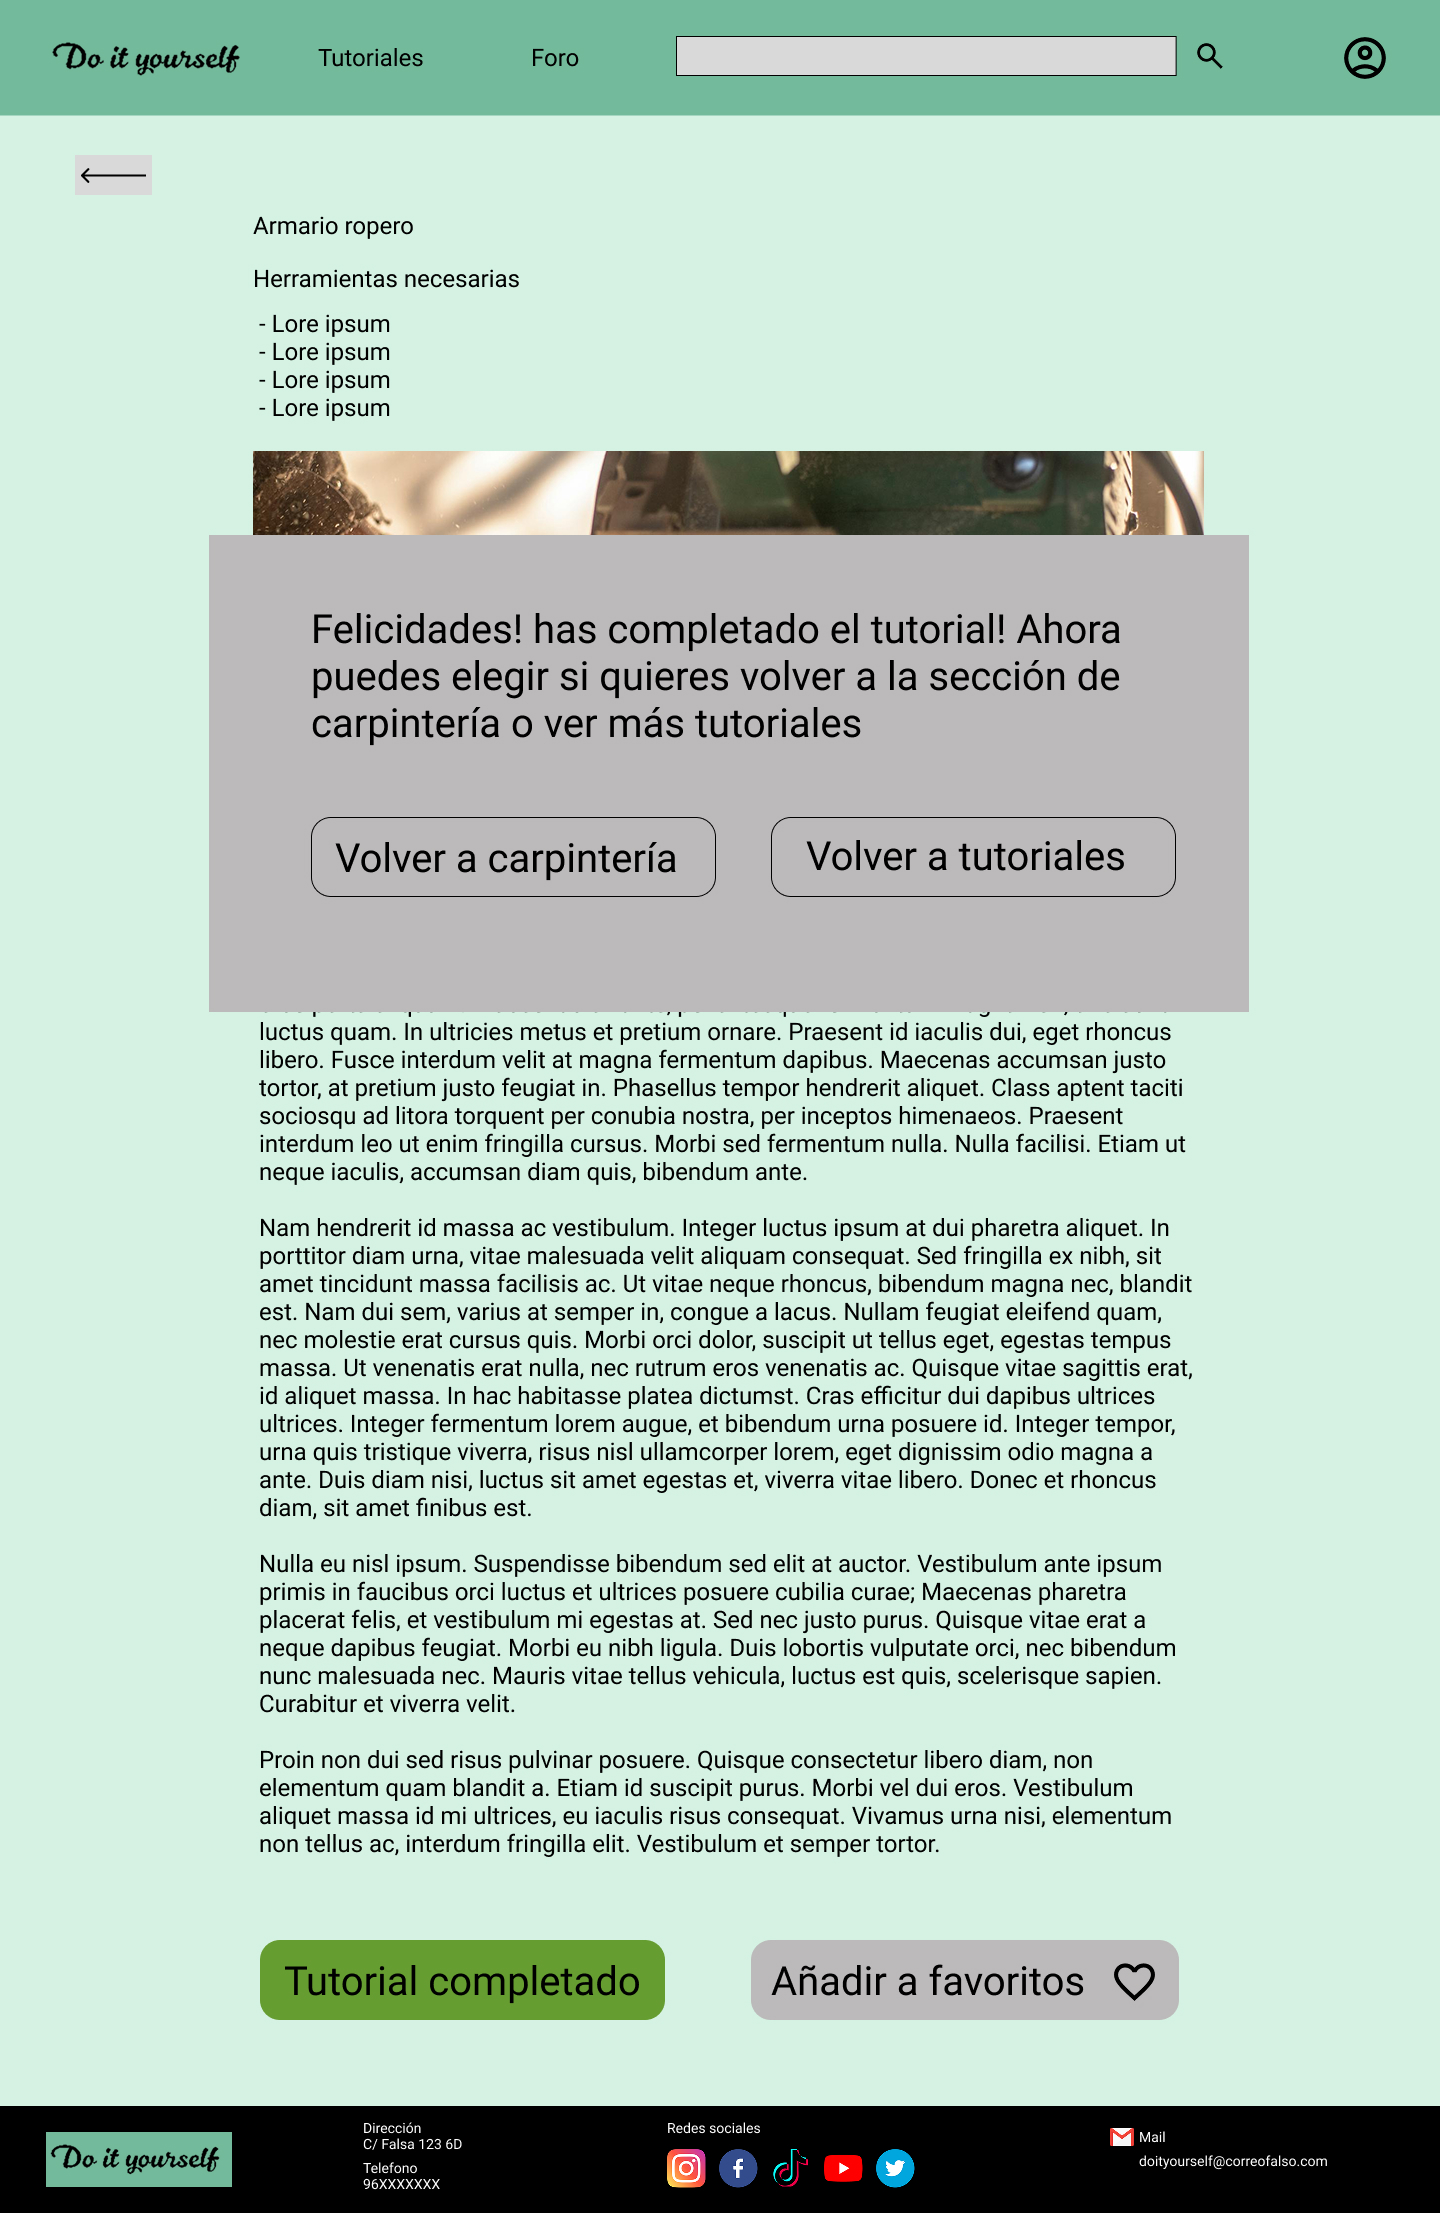 Do it yourself
Tutoriales
Foro
Armario ropero
Herramientas necesarias
- Lore ipsum
- Lore ipsum
- Lore ipsum
- Lore ipsum
Felicidades! has completado el tutorial! Ahora
puedes elegir si quieres volver a la sección de
carpintería o ver más tutoriales
Volver a carpintería
Volver a tutoriales
luctus quam. In ultricies metus et pretium ornare. Praesent id iaculis dui, eget rhoncus
libero. Fusce interdum velit at magna fermentum dapibus. Maecenas accumsan justo
tortor, at pretium justo feugiat in. Phasellus tempor hendrerit aliquet. Class aptent taciti
sociosqu ad litora torquent per conubia nostra, per inceptos himenaeos. Praesent
interdum leo ut enim fringilla cursus. Morbi sed fermentum nulla. Nulla facilisi. Etiam ut
neque iaculis, accumsan diam quis, bibendum ante.
Nam hendrerit id massa ac vestibulum. Integer luctus ipsum at dui pharetra aliquet. In
porttitor diam urna, vitae malesuada velit aliquam consequat. Sed fringilla ex nibh, sit
amet tincidunt massa facilisis ac. Ut vitae neque rhoncus, bibendum magna nec, blandit
est. Nam dui sem, varius at semper in, congue a lacus. Nullam feugiat eleifend quam,
nec molestie erat cursus quis. Morbi orci dolor, suscipit ut tellus eget, egestas tempus
massa. Ut venenatis erat nulla, nec rutrum eros venenatis ac. Quisque vitae sagittis erat,
id aliquet massa. In hac habitasse platea dictumst. Cras efficitur dui dapibus ultrices
ultrices. Integer fermentum lorem augue, et bibendum urna posuere id. Integer tempor,
urna quis tristique viverra, risus nisl ullamcorper lorem, eget dignissim odio magna a
ante. Duis diam nisi, luctus sit amet egestas et, viverra vitae libero. Donec et rhoncus
diam, sit amet finibus est.
Nulla eu nisl ipsum. Suspendisse bibendum sed elit at auctor. Vestibulum ante ipsum
primis in faucibus orci luctus et ultrices posuere cubilia curae; Maecenas pharetra
placerat felis, et vestibulum mi egestas at. Sed nec justo purus. Quisque vitae erat a
neque dapibus feugiat. Morbi eu nibh ligula. Duis lobortis vulputate orci, nec bibendum
nunc malesuada nec. Mauris vitae tellus vehicula, luctus est quis, scelerisque sapien.
Curabitur et viverra velit.
Proin non dui sed risus pulvinar posuere. Quisque consectetur libero diam, non
elementum quam blandit a. Etiam id suscipit purus. Morbi vel dui eros. Vestibulum
aliquet massa id mi ultrices, eu iaculis risus consequat. Vivamus urna nisi, elementum
non tellus ac, interdum fringilla elit. Vestibulum et semper tortor.
Tutorial completado
Añadir a favoritos
Do it yourself
Dirección
C/ Falsa 123 6D
Telefono
96XXXXXXX
Redes sociales
Mail
doityourself@correofalso.com